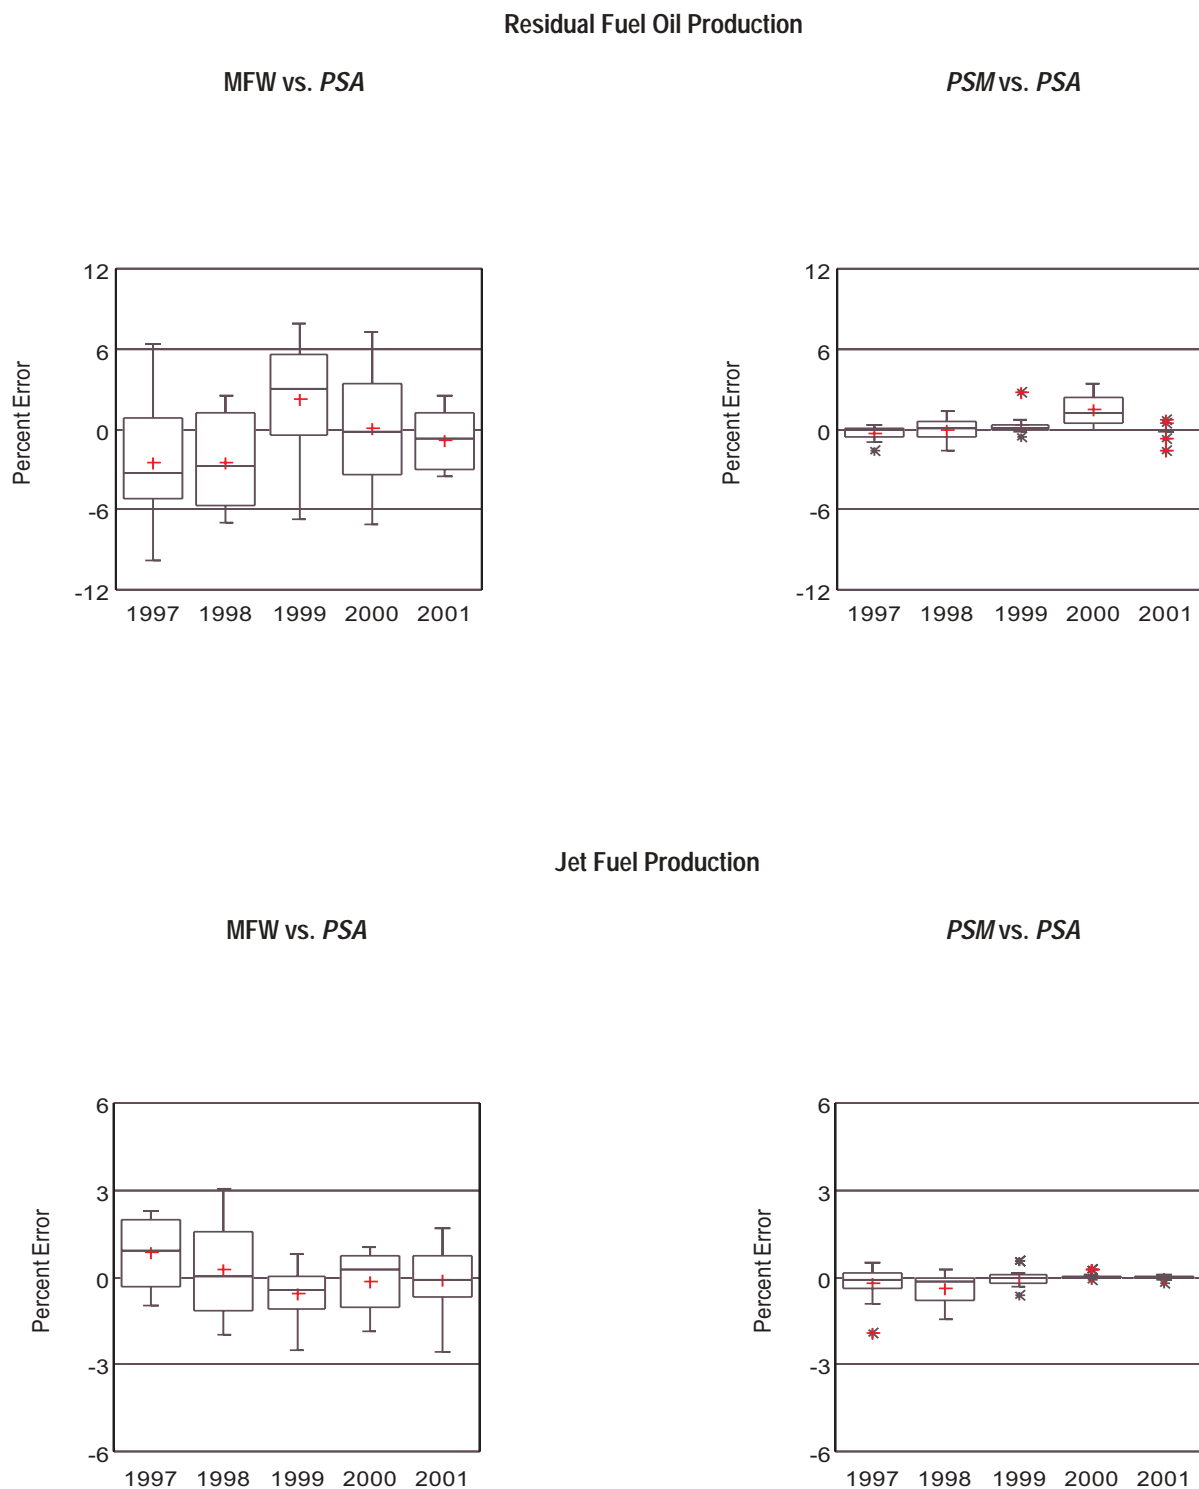 Residual Fuel Oil Production
MFW vs. PSA
PSM vs. PSA
12
6
0
-6
-12
Percent Error
1997 1998 1999 2000 2001
12
6
0
-6
-12
Percent Error
1997 1998 1999 2000 2001
Jet Fuel Production
MFW vs. PSA
PSM vs. PSA
6
3
0
-3
-6
Percent Error
1997 1998 1999 2000 2001
6
3
0
-3
-6
Percent Error
1997 1998 1999 2000 2001